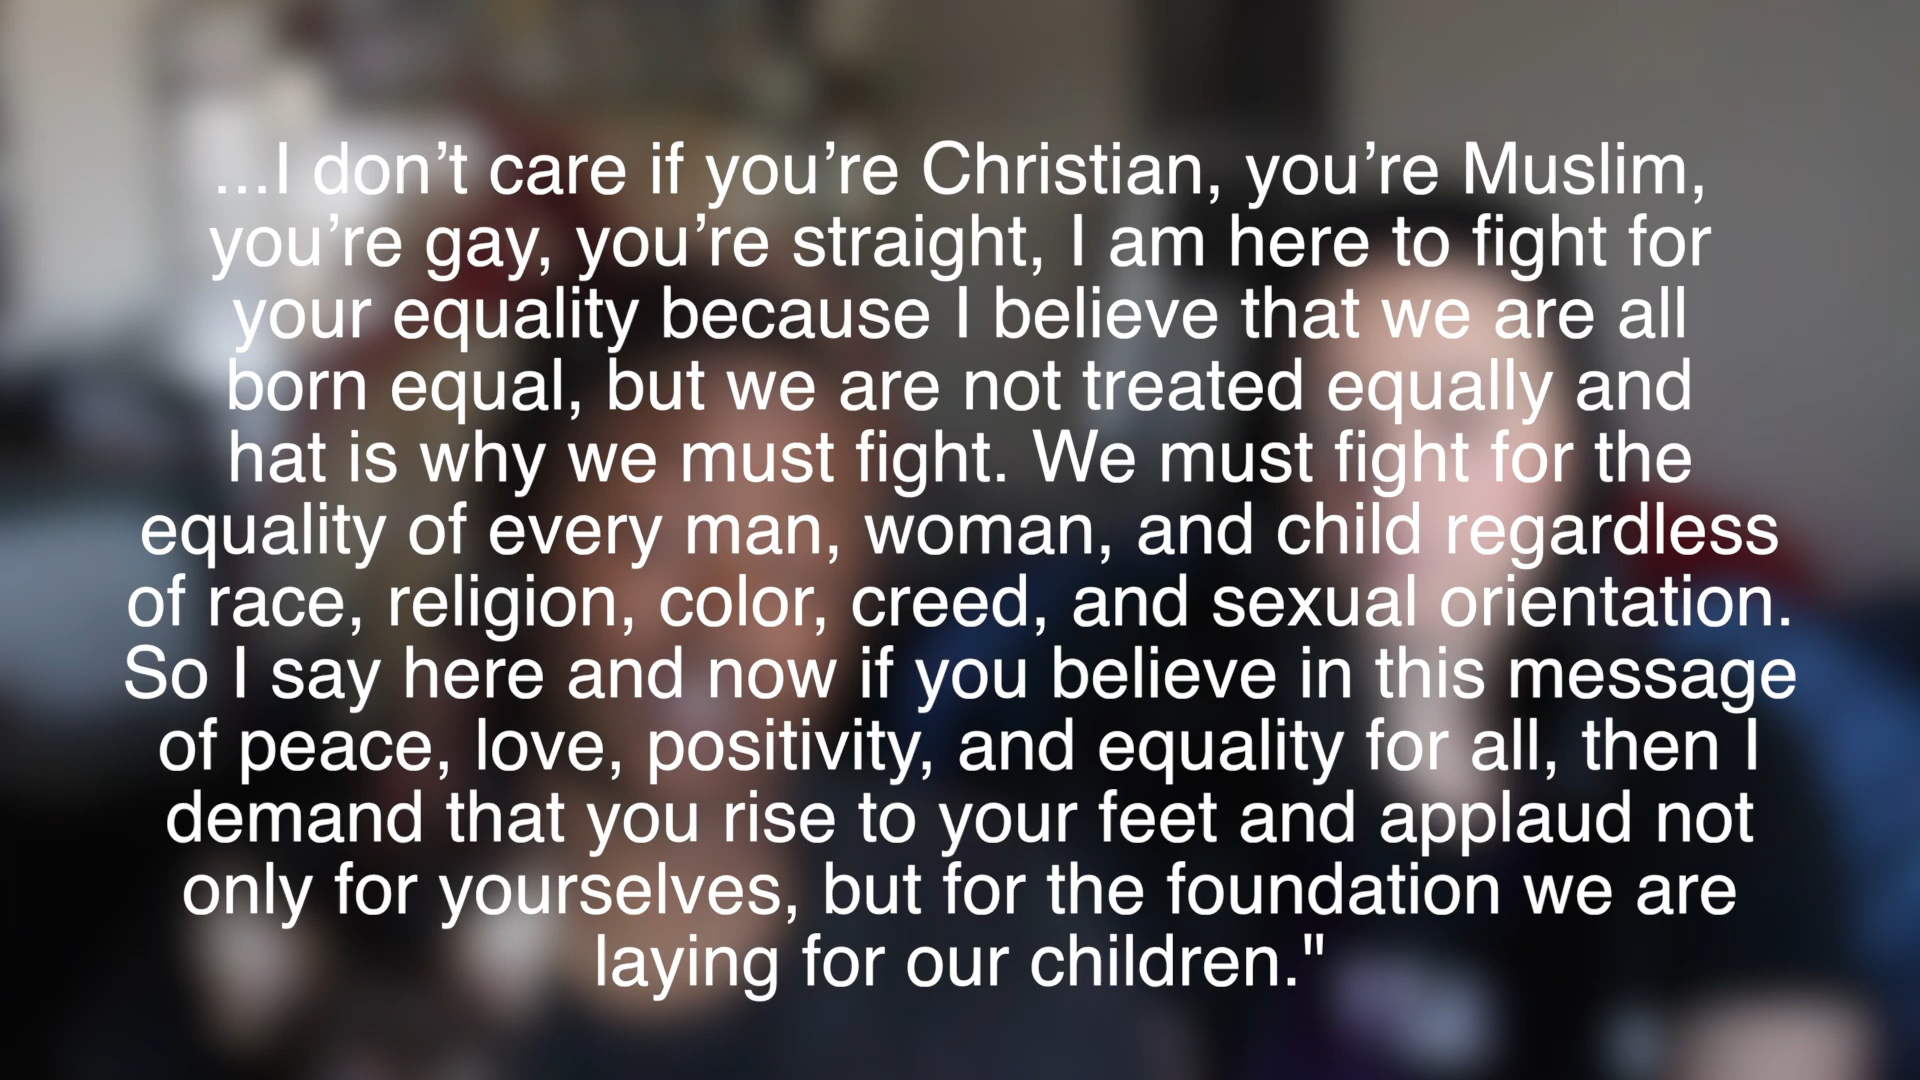 ...I don’t care if you’re Christian, you’re Muslim,
you’re gay, you’re straight, I am here to fight for
your equality because I believe that we are all
born equal, but we are not treated equally and
hat is why we must fight. We must fight for the
equality of every man, woman, and child regardless
of race, religion, color, creed, and sexual orientation.
So I say here and now if you believe in this message
of peace, love, positivity, and equality for all, then I
demand that you rise to your feet and applaud not
only for yourselves, but for the foundation we are
laying for our children."